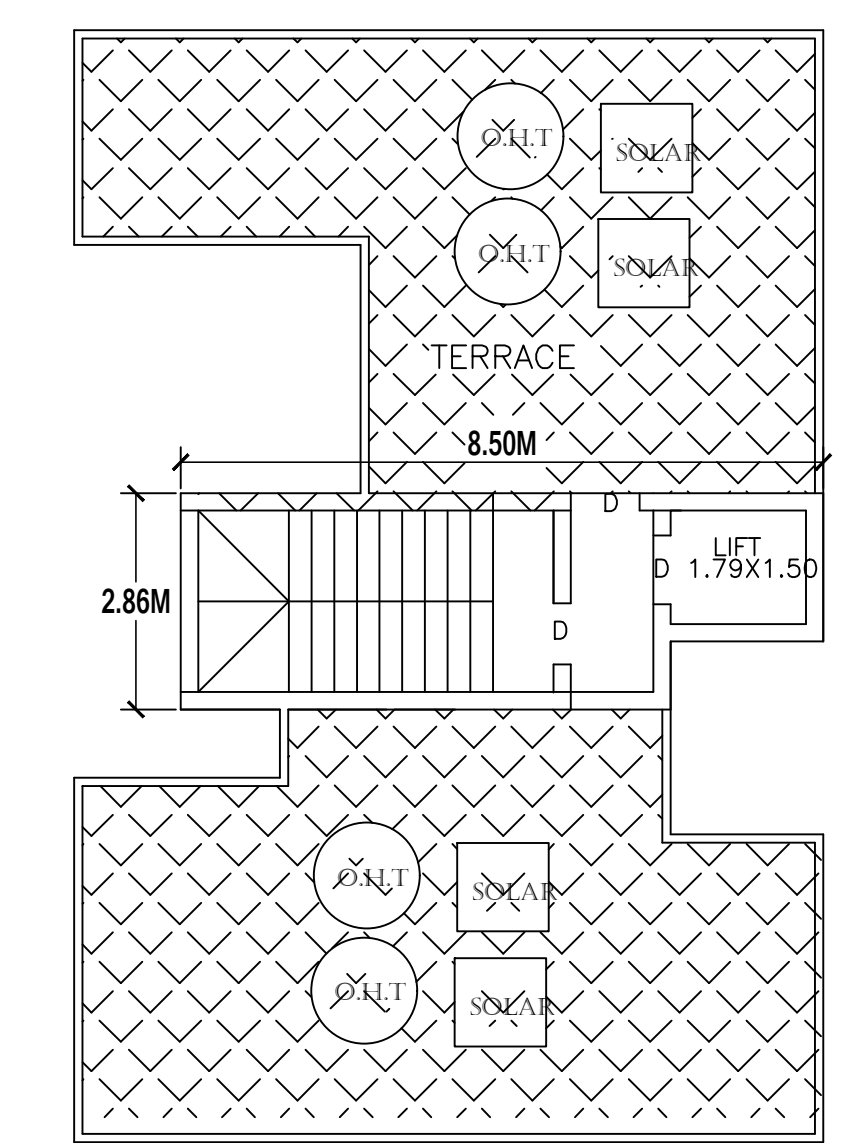 O.H.T
SOLAR
O.H.T
SOLAR
TERRACE
8.50M
D
LIFT
D 1.79X1.50
2.86M
D
O.H.T
SOLAR
O.H.T
SOLAR